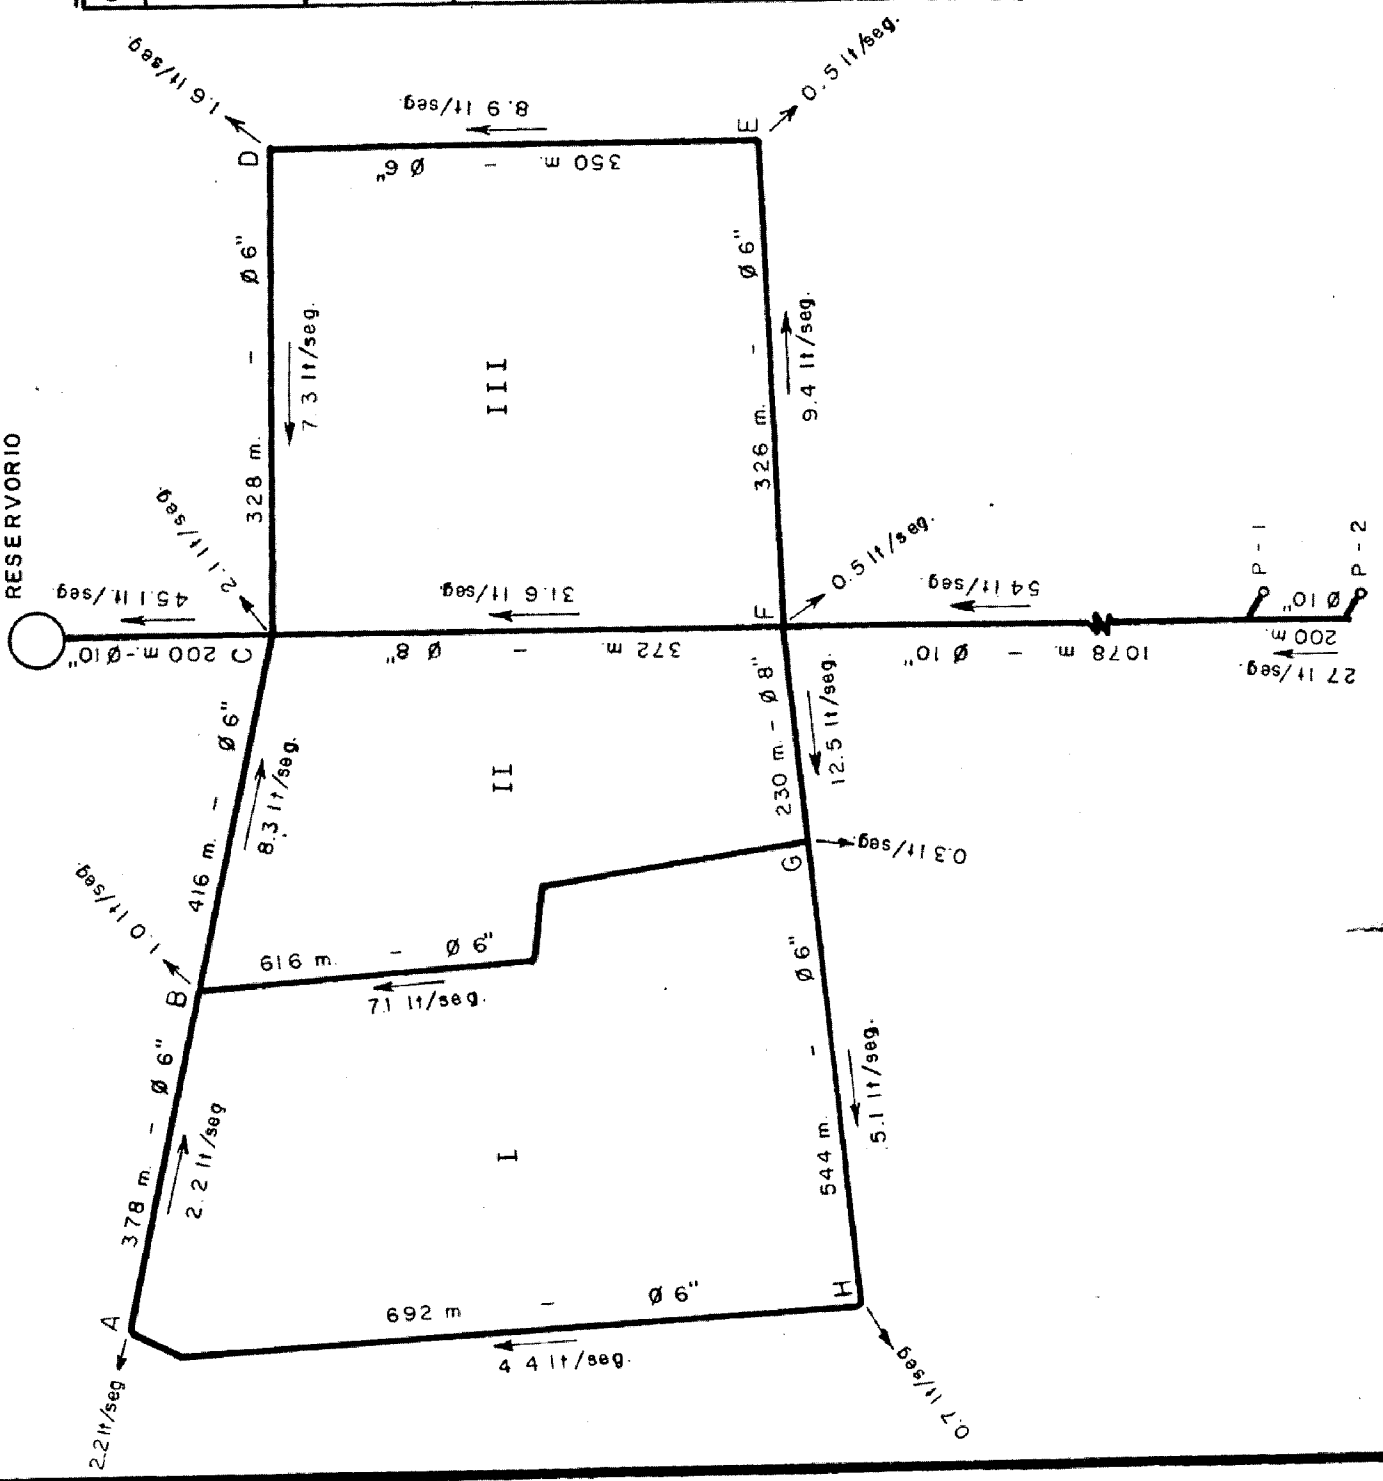 RESERVORIO
45.1 lt/seg.
200 m.-Ø10"
C
2.1 lt/seg.
328 m. - Ø 6"
7.3 lt/seg.
D
1.6 lt/seg.
8.9 lt/seg.
350 m. - Ø 6"
E
0.5 lt/seg.
326 m. - Ø 6"
9.4 lt/seg.
III
31.6 lt/seg.
372 m. - Ø 8"
F
0.5 lt/seg.
54 lt/seg.
1078 m. - Ø 10"
P - 1
Ø 10"
200 m.
P - 2
27 lt/seg.
416 m. - Ø 6"
8.3 lt/seg.
II
230 m. - Ø 8"
12.5 lt/seg.
G
0.3 lt/seg.
1.0 lt/seg.
B
616 m. - Ø 6"
7.1 lt/seg.
378 m. - Ø 6"
2.2 lt/seg
I
544 m. - Ø 6"
5.1 lt/seg.
A
2.2 lt/seg
692 m - Ø 6"
4 4 lt/seg.
H
0.7 lt/seg